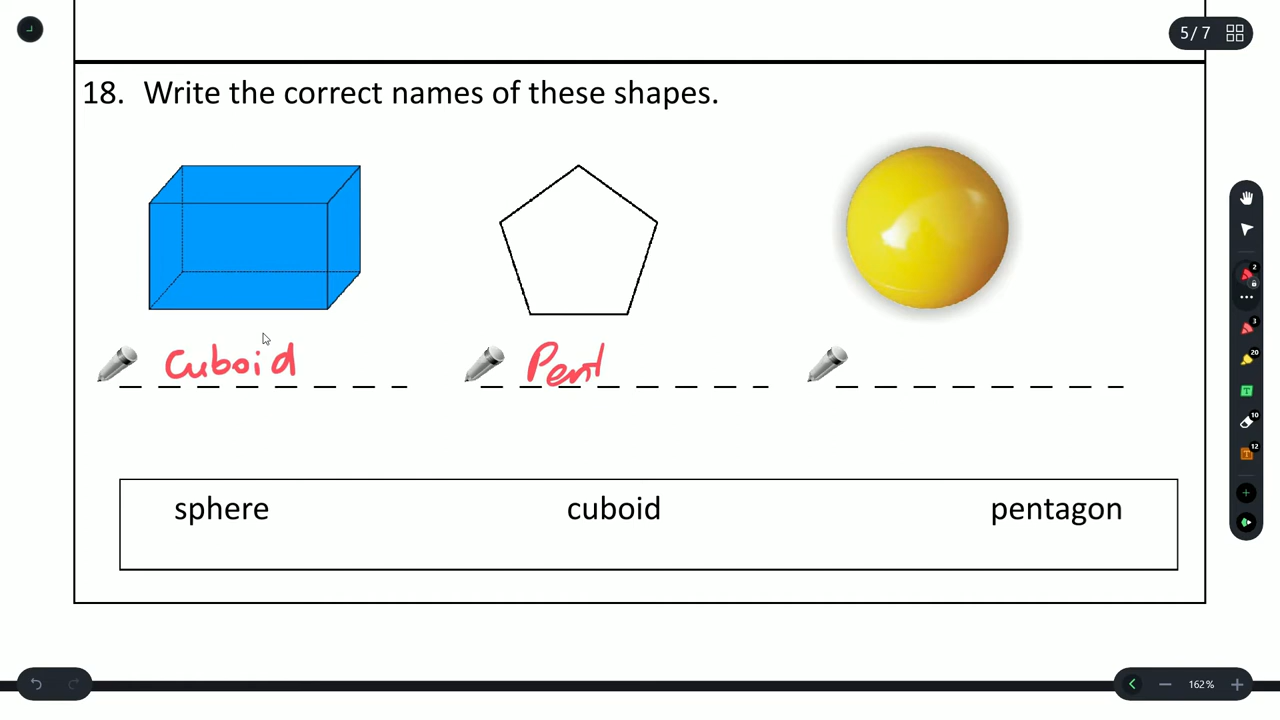 5 / 7
18. Write the correct names of these shapes.
Cuboid Pent
sphere cuboid pentagon
162%